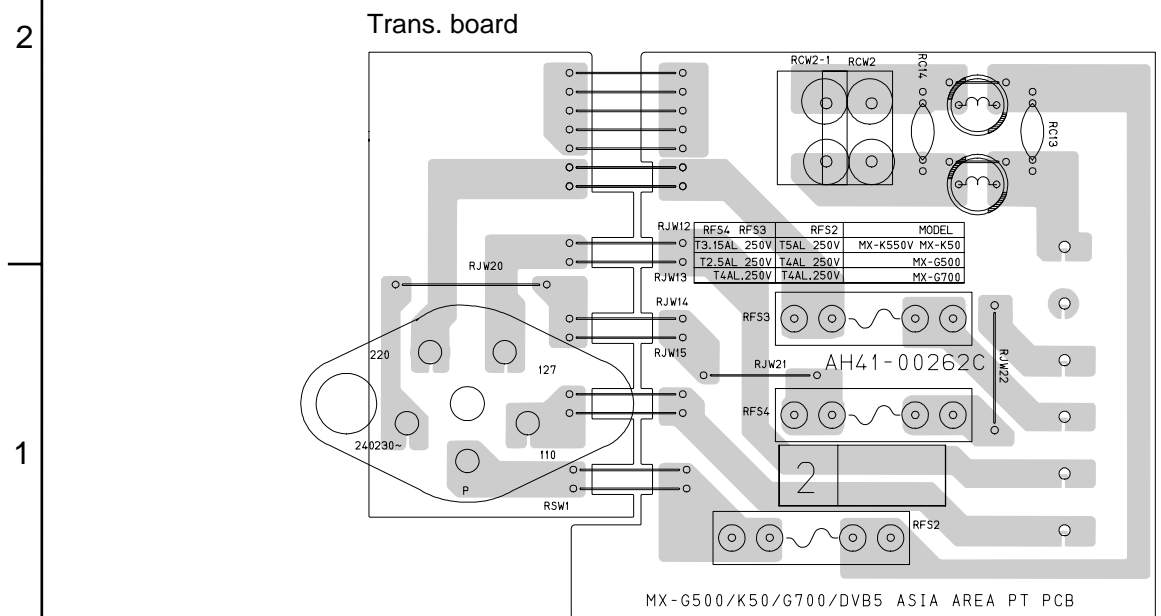 2
Trans. board
RCW2-1 RCW2
RC14
RC13
RJW12
RFS4 RFS3 RFS2 MODEL
T3.15AL 250V T5AL 250V MX-K550V MX-K50
T2.5AL 250V T4AL 250V MX-G500
T4AL.250V T4AL.250V MX-G700
RJW13
RJW20
RJW14
RFS3
RJW15
220
127
RJW21
AH41-00262C
RJW22
RFS4
240230~
110
1
P
2
RSW1
RFS2
MX-G500/K50/G700/DVB5 ASIA AREA PT PCB